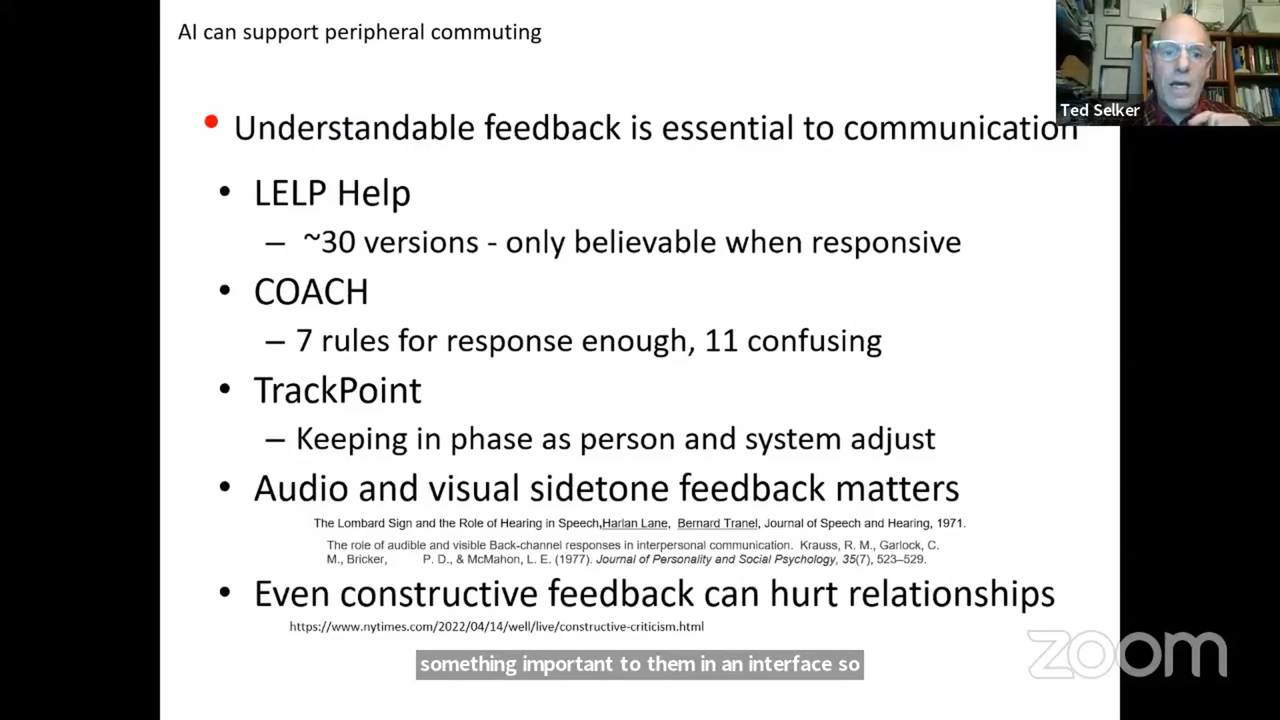 AI can support peripheral commuting
Ted Selker
• Understandable feedback is essential to communication
• LELP Help
– ~30 versions - only believable when responsive
• COACH
– 7 rules for response enough, 11 confusing
• TrackPoint
– Keeping in phase as person and system adjust
• Audio and visual sidetone feedback matters
The Lombard Sign and the Role of Hearing in Speech,Harlan Lane, Bernard Tranel, Journal of Speech and Hearing, 1971.
The role of audible and visible Back-channel responses in interpersonal communication. Krauss, R. M., Garlock, C.
M., Bricker, P. D., & McMahon, L. E. (1977). Journal of Personality and Social Psychology, 35(7), 523–529.
• Even constructive feedback can hurt relationships
https://www.nytimes.com/2022/04/14/well/live/constructive-criticism.html
something important to them in an interface so
zoom